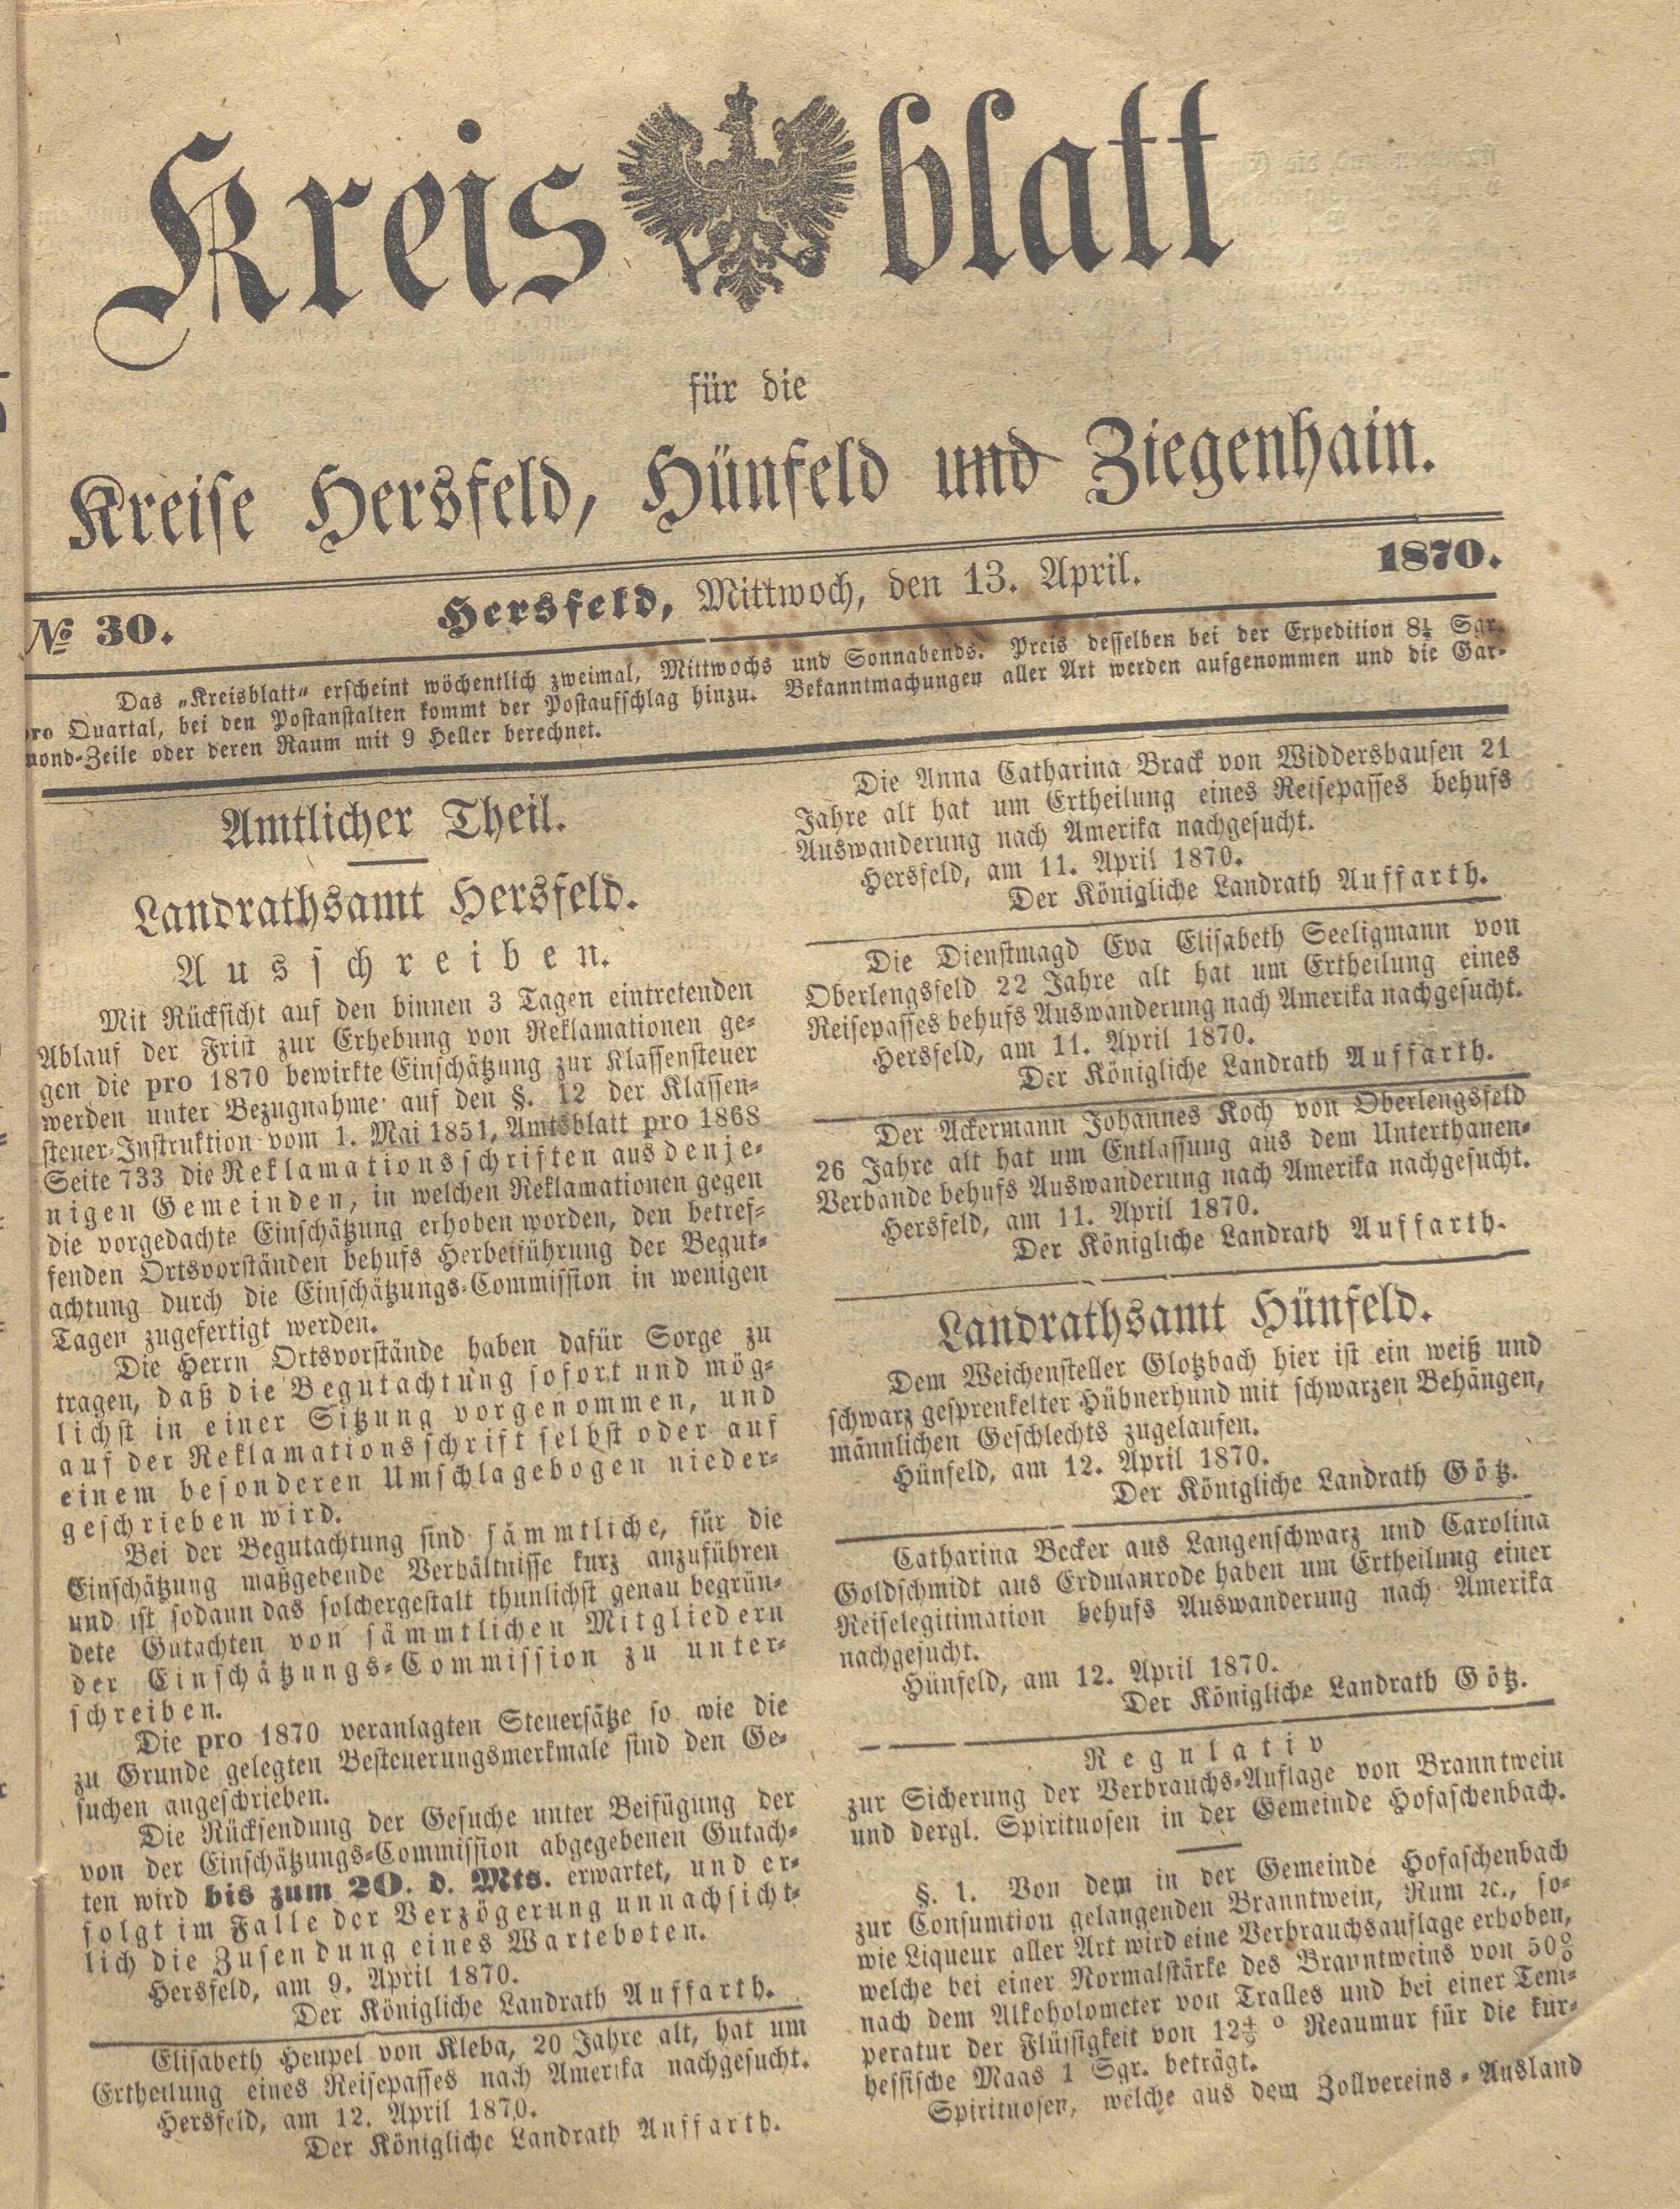 Kreisblatt
für die
Kreise Hersfeld, Hünfeld und Ziegenhain.
№ 30. Hersfeld, Mittwoch, den 13. April. 1870.
Das „Kreisblatt“ erscheint wöchentlich zweimal, Mittwochs und Sonnabends. Preis desselben bei der Expedition 8½ Sgr.
pro Quartal, bei den Postanstalten kommt der Postaufschlag hinzu. Bekanntmachungen aller Art werden aufgenommen und die Gar-
mond-Zeile oder deren Raum mit 9 Heller berechnet.
Amtlicher Theil.
Landrathsamt Hersfeld.
Ausschreiben.
Mit Rücksicht auf den binnen 3 Tagen eintretenden
Ablauf der Frist zur Erhebung von Reklamationen ge-
gen die pro 1870 bewirkte Einschätzung zur Klassensteuer
werden unter Bezugnahme auf den §. 12 der Klassen-
steuer-Instruktion vom 1. Mai 1851, Amtsblatt pro 1868
Seite 733 die Reklamationsschriften aus denje-
nigen Gemeinden, in welchen Reklamationen gegen
die vorgedachte Einschätzung erhoben worden, den betref-
fenden Ortsvorständen behufs Herbeiführung der Begut-
achtung durch die Einschätzungs-Commission in wenigen
Tagen zugefertigt werden.
Die Herrn Ortsvorstände haben dafür Sorge zu
tragen, daß die Begutachtung sofort und mög-
lichst in einer Sitzung vorgenommen, und
auf der Reklamationsschrift selbst oder auf
einem besonderen Umschlagebogen nieder-
geschrieben wird.
Bei der Begutachtung sind sämmtliche, für die
Einschätzung maßgebende Verhältnisse kurz anzuführen
und ist sodann das solchergestalt thunlichst genau begrün-
dete Gutachten von sämmtlichen Mitgliedern
der Einschätzungs-Commission zu unter-
schreiben.
Die pro 1870 veranlagten Steuersätze so wie die
zu Grunde gelegten Besteuerungsmerkmale sind den Ge-
suchen angeschrieben.
Die Rücksendung der Gesuche unter Beifügung der
von der Einschätzungs-Commission abgegebenen Gutach-
ten wird bis zum 20. d. Mts. erwartet, und er-
folgt im Falle der Verzögerung unnachsicht-
lich die Zusendung eines Warteboten.
Hersfeld, am 9. April 1870.
Der Königliche Landrath Auffarth.
Elisabeth Heupel von Kleba, 20 Jahre alt, hat um
Ertheilung eines Reisepasses nach Amerika nachgesucht.
Hersfeld, am 12. April 1870.
Der Königliche Landrath Auffarth.
Die Anna Catharina Brack von Widdershausen 21
Jahre alt hat um Ertheilung eines Reisepasses behufs
Auswanderung nach Amerika nachgesucht.
Hersfeld, am 11. April 1870.
Der Königliche Landrath Auffarth.
Die Dienstmagd Eva Elisabeth Seeligmann von
Oberlengsfeld 22 Jahre alt hat um Ertheilung eines
Reisepasses behufs Auswanderung nach Amerika nachgesucht.
Hersfeld, am 11. April 1870.
Der Königliche Landrath Auffarth.
Der Ackermann Johannes Koch von Oberlengsfeld
26 Jahre alt hat um Entlassung aus dem Unterthanen-
Verbande behufs Auswanderung nach Amerika nachgesucht.
Hersfeld, am 11. April 1870.
Der Königliche Landrath Auffarth.
Landrathsamt Hünfeld.
Dem Weichensteller Glotzbach hier ist ein weiß und
schwarz gesprenkelter Hühnerhund mit schwarzen Behängen,
männlichen Geschlechts zugelaufen.
Hünfeld, am 12. April 1870.
Der Königliche Landrath Götz.
Catharina Becker aus Langenschwarz und Carolina
Goldschmidt aus Erdmanrode haben um Ertheilung einer
Reiselegitimation behufs Auswanderung nach Amerika
nachgesucht.
Hünfeld, am 12. April 1870.
Der Königliche Landrath Götz.
Regulativ
zur Sicherung der Verbrauchs-Auflage von Branntwein
und dergl. Spirituosen in der Gemeinde Hofaschenbach.
§. 1. Von dem in der Gemeinde Hofaschenbach
zur Consumtion gelangenden Branntwein, Rum ꝛc., so-
wie Liqueur aller Art wird eine Verbrauchsauflage erhoben,
welche bei einer Normalstärke des Branntweins von 50%
nach dem Alkoholometer von Tralles und bei einer Tem-
peratur der Flüssigkeit von 12 4/9 ° Reaumur für die kur-
hessische Maas 1 Sgr. beträgt.
Spirituosen, welche aus dem Zollvereins-Ausland